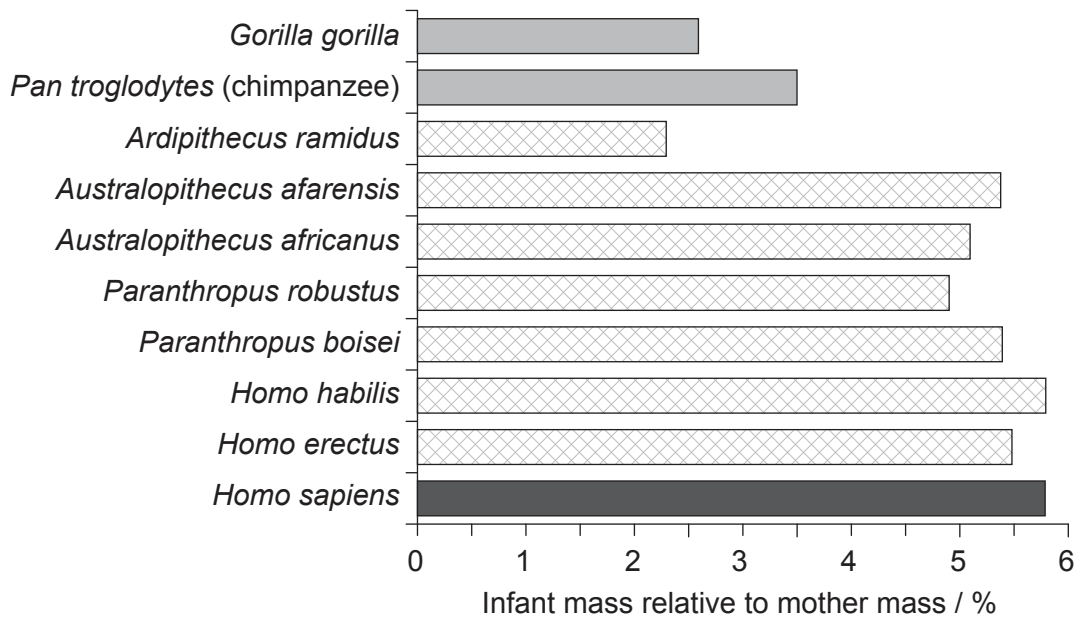 Gorilla gorilla
Pan troglodytes (chimpanzee)
Ardipithecus ramidus
Australopithecus afarensis
Australopithecus africanus
Paranthropus robustus
Paranthropus boisei
Homo habilis
Homo erectus
Homo sapiens
0 1 2 3 4 5 6
Infant mass relative to mother mass / %